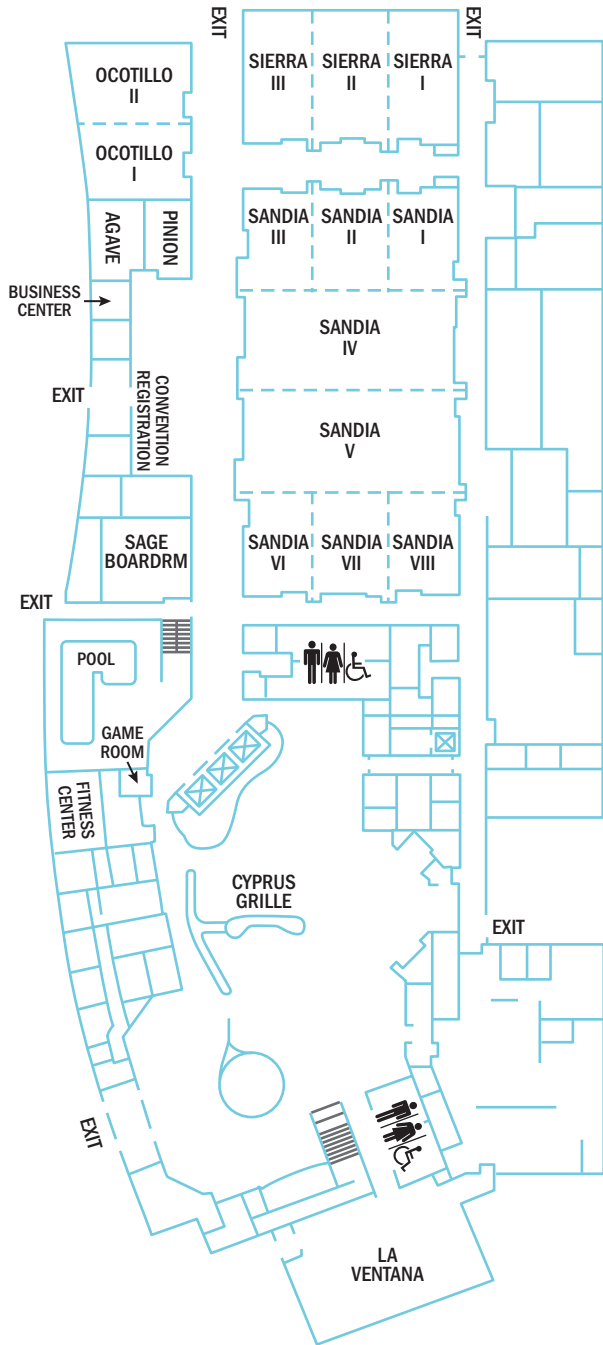 EXIT
EXIT
OCOTILLO
II
SIERRA
III
SIERRA
II
SIERRA
I
OCOTILLO
I
AGAVE
PINION
SANDIA
III
SANDIA
II
SANDIA
I
BUSINESS
CENTER
SANDIA
IV
EXIT
CONVENTION
REGISTRATION
SANDIA
V
SAGE
BOARDRM
SANDIA
VI
SANDIA
VII
SANDIA
VIII
EXIT
POOL
GAME
ROOM
FITNESS
CENTER
CYPRUS
GRILLE
EXIT
EXIT
LA
VENTANA